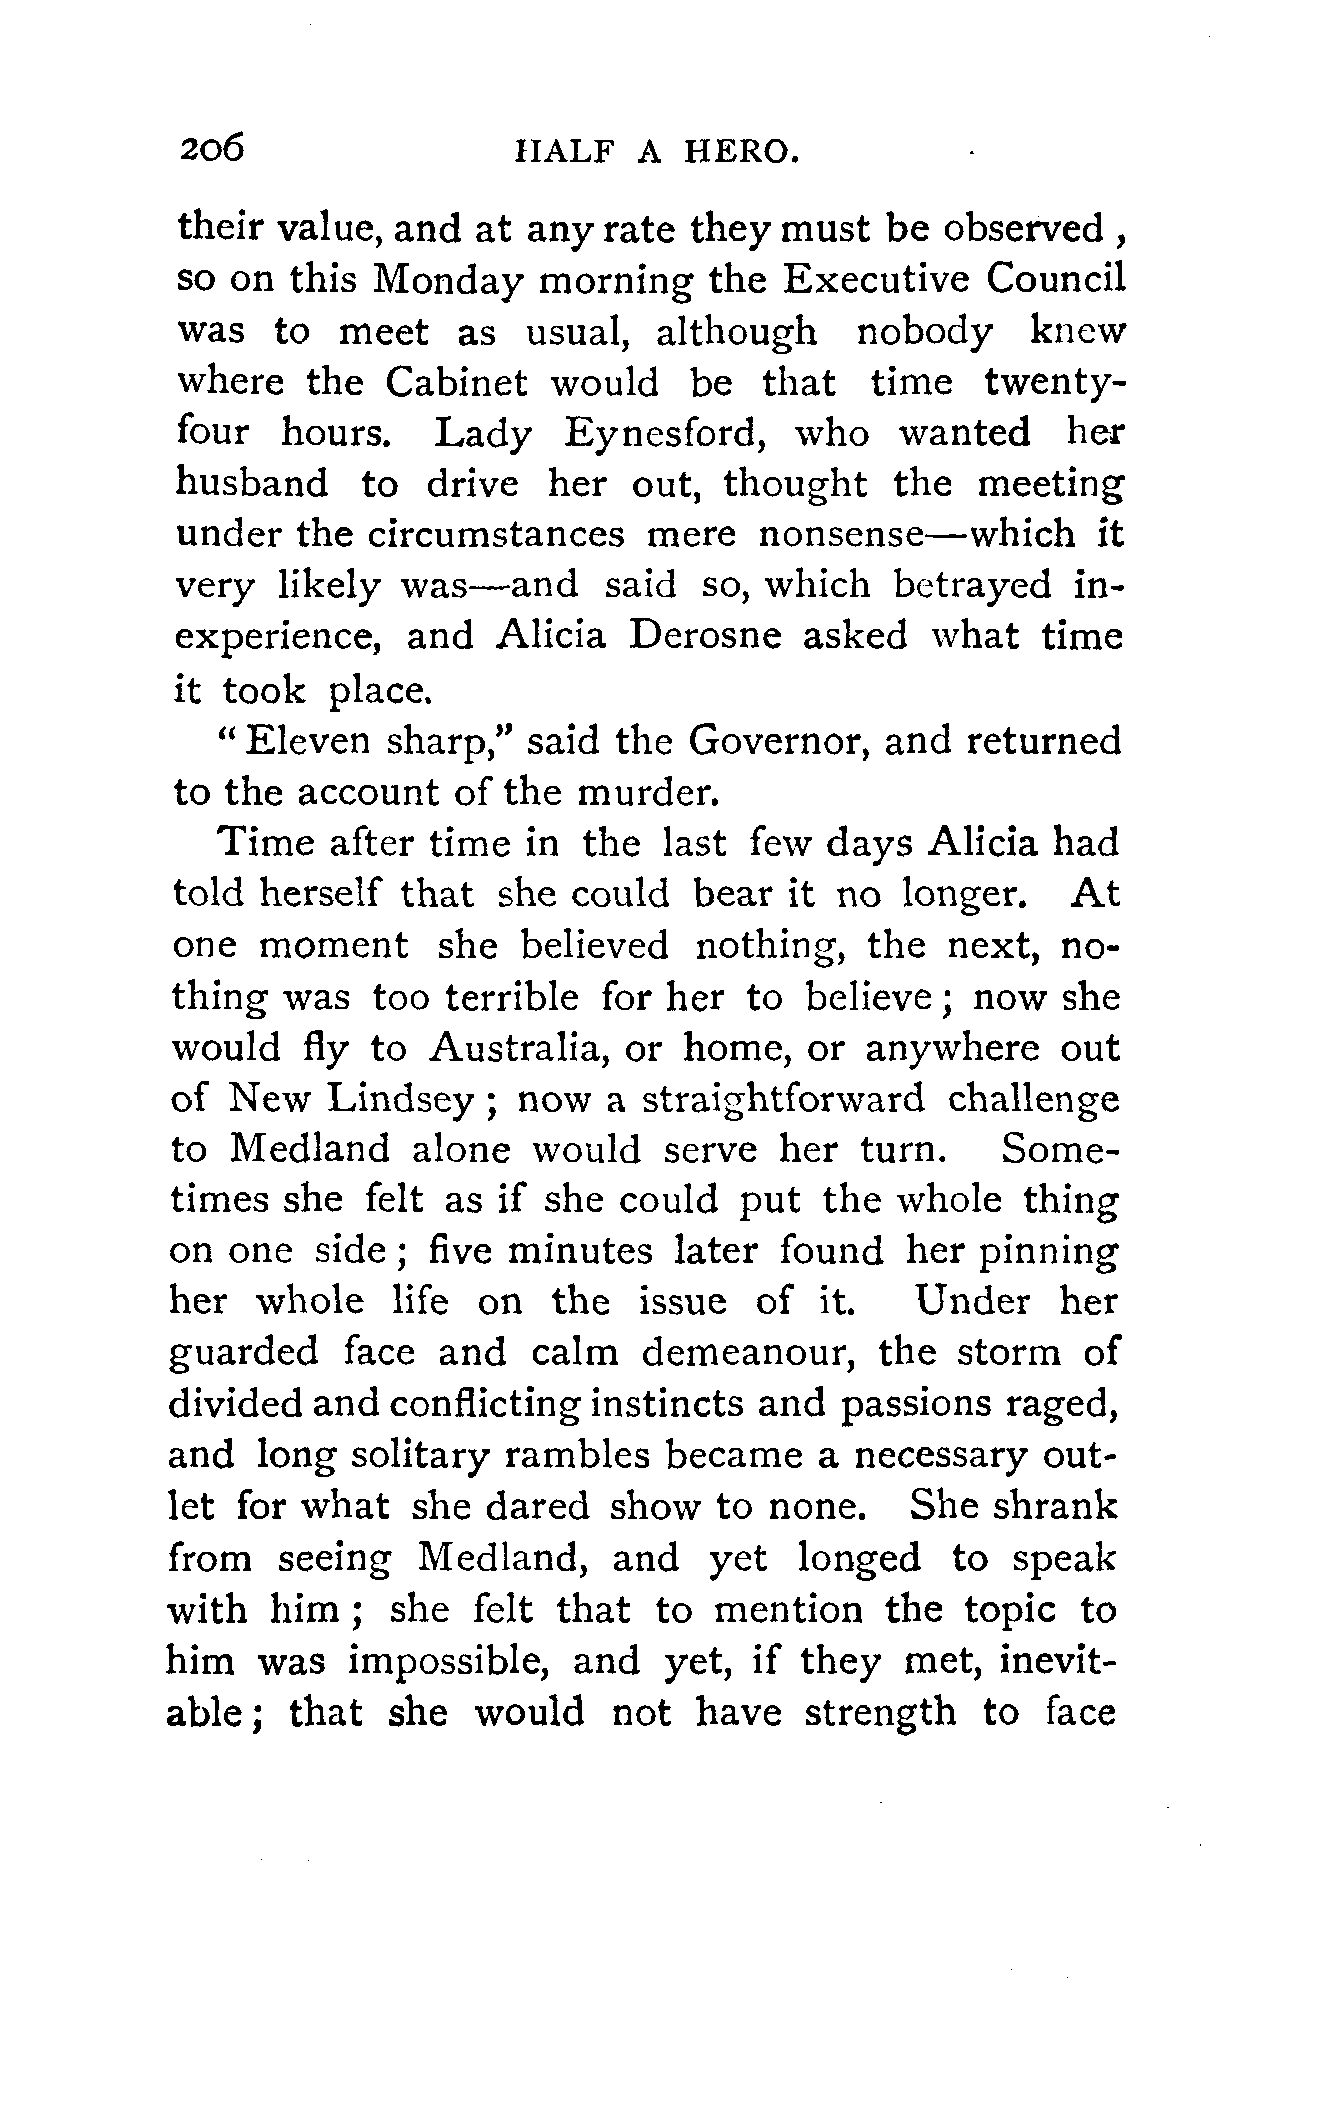 206 HALF A HERO.
their value, and at any rate they must be observed ,
so on this Monday morning the Executive Council
was to meet as usual, although nobody knew
where the Cabinet would be that time twenty-
four hours. Lady Eynesford, who wanted her
husband to drive her out, thought the meeting
under the circumstances mere nonsense—which it
very likely was—and said so, which betrayed in-
experience, and Alicia Derosne asked what time
it took place.
“ Eleven sharp,” said the Governor, and returned
to the account of the murder.
Time after time in the last few days Alicia had
told herself that she could bear it no longer. At
one moment she believed nothing, the next, no-
thing was too terrible for her to believe ; now she
would fly to Australia, or home, or anywhere out
of New Lindsey ; now a straightforward challenge
to Medland alone would serve her turn. Some-
times she felt as if she could put the whole thing
on one side ; five minutes later found her pinning
her whole life on the issue of it. Under her
guarded face and calm demeanour, the storm of
divided and conflicting instincts and passions raged,
and long solitary rambles became a necessary out-
let for what she dared show to none. She shrank
from seeing Medland, and yet longed to speak
with him ; she felt that to mention the topic to
him was impossible, and yet, if they met, inevit-
able ; that she would not have strength to face